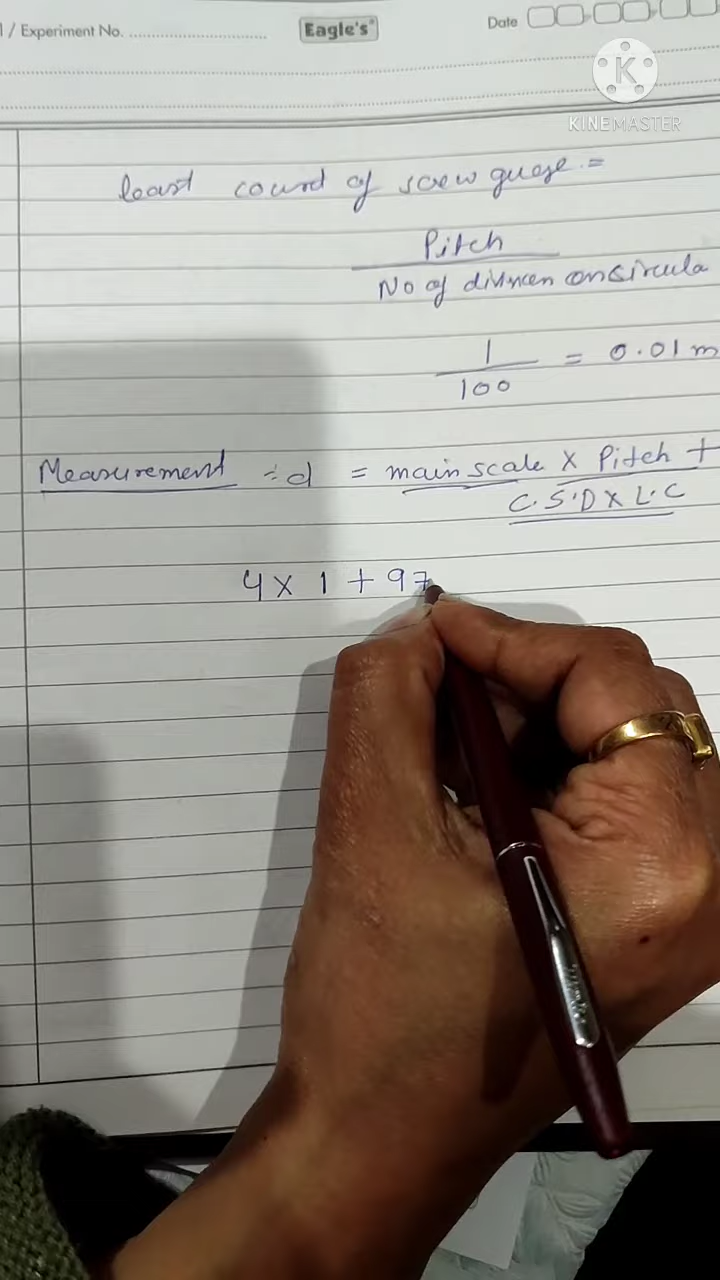 / Experiment No. Eagle's Date
KINEMASTER
least count of screw guage =
Pitch
No of divison on circula
1
100 = 0.01 m
Measurement ÷ d = main scale x Pitch +
C.S.D x L.C
4 x 1 + 97